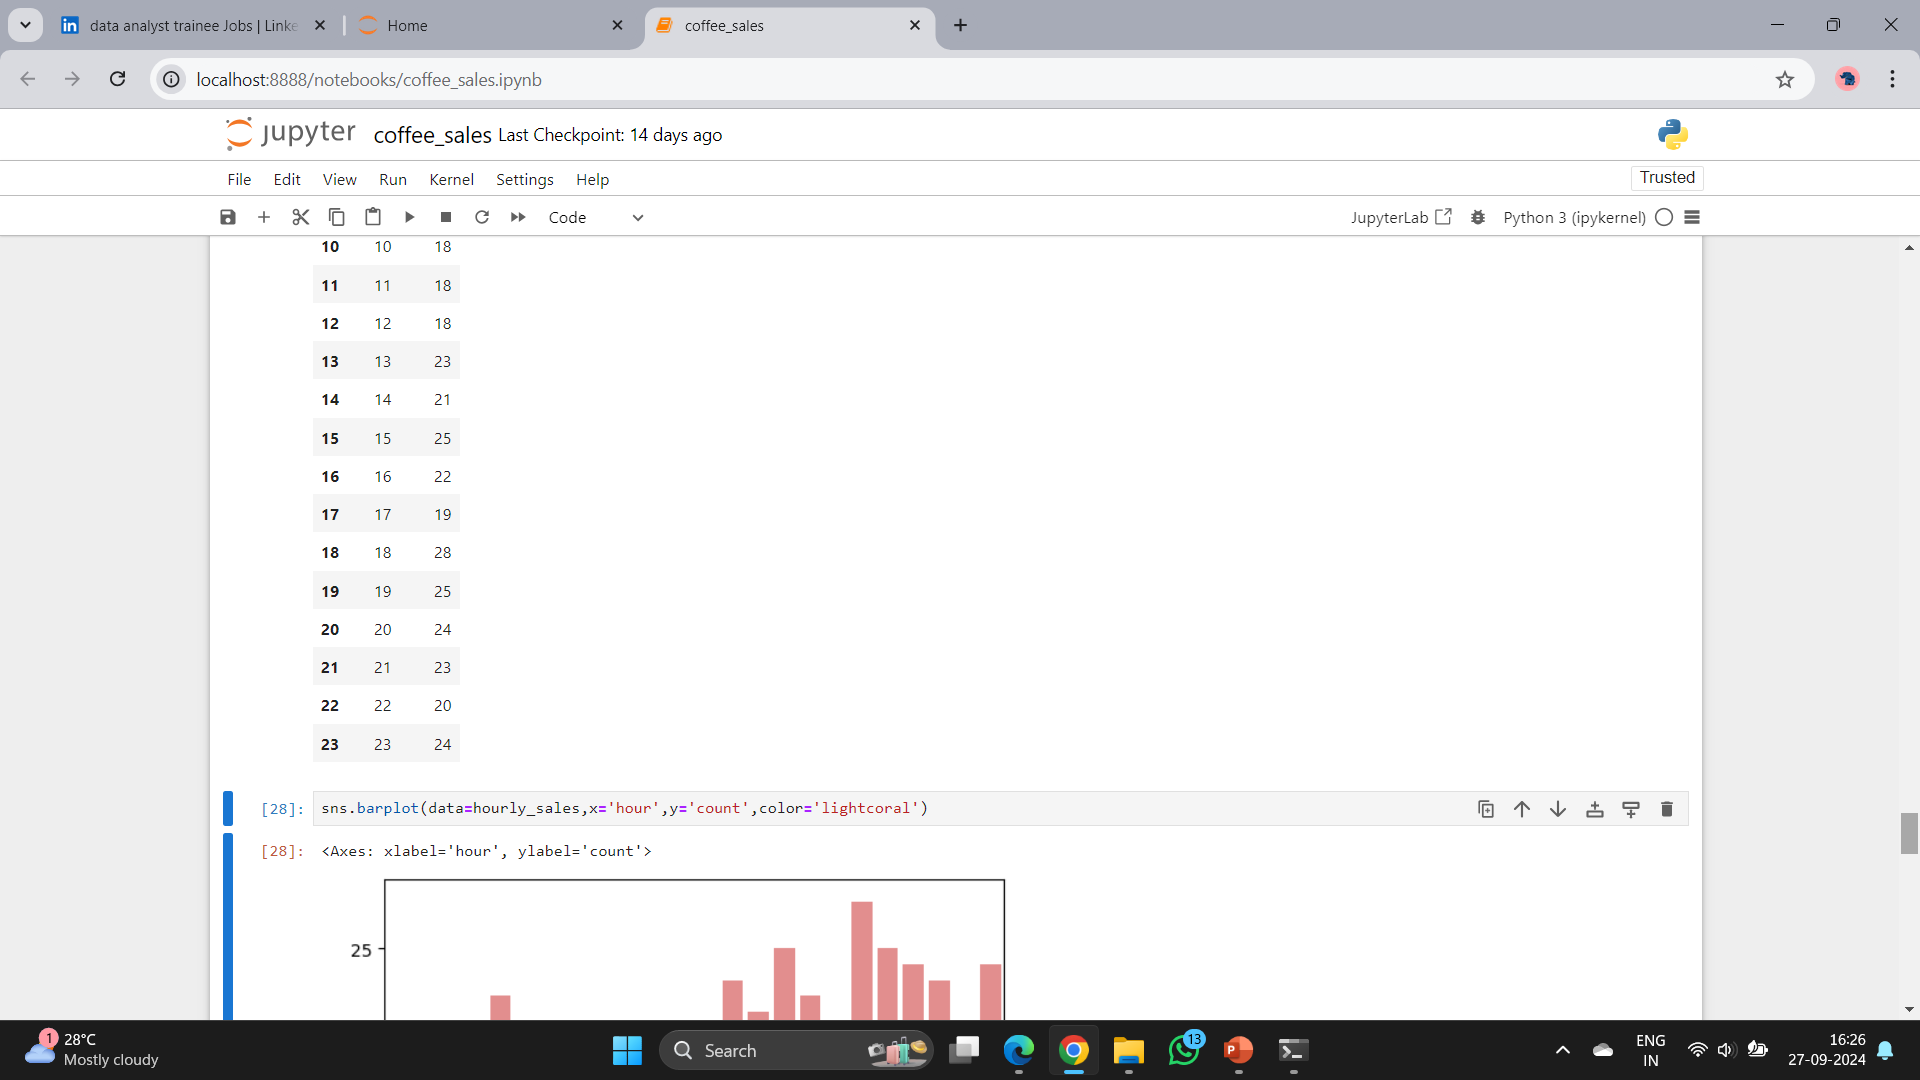 data analyst trainee Jobs | Linke
Home
coffee_sales
localhost:8888/notebooks/coffee_sales.ipynb
jupyter coffee_sales Last Checkpoint: 14 days ago
File Edit View Run Kernel Settings Help
Trusted
Code
JupyterLab
Python 3 (ipykernel)
10 10 18
11 11 18
12 12 18
13 13 23
14 14 21
15 15 25
16 16 22
17 17 19
18 18 28
19 19 25
20 20 24
21 21 23
22 22 20
23 23 24
[28]: sns.barplot(data=hourly_sales,x='hour',y='count',color='lightcoral')
[28]: <Axes: xlabel='hour', ylabel='count'>
25
1
28°C
Mostly cloudy
Search
13
ENG
IN
16:26
27-09-2024